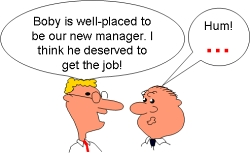 Boby is well-placed to
be our new manager. I
think he deserved to
get the job!
Hum!
...